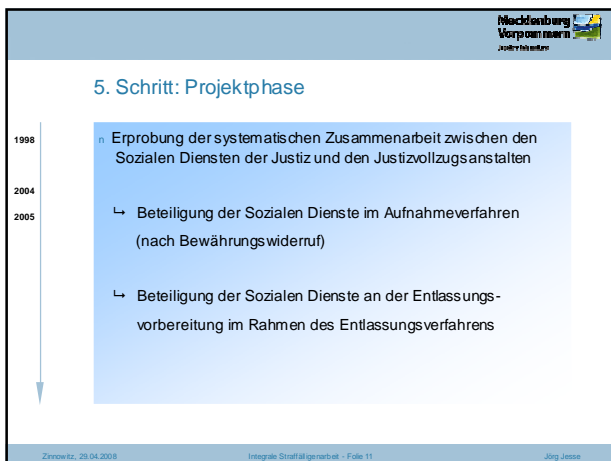 Mecklenburg
Vorpommern
Justizministerium
5. Schritt: Projektphase
1998
2004
2005
n Erprobung der systematischen Zusammenarbeit zwischen den
Sozialen Diensten der Justiz und den Justizvollzugsanstalten
↳ Beteiligung der Sozialen Dienste im Aufnahmeverfahren
(nach Bewährungswiderruf)
↳ Beteiligung der Sozialen Dienste an der Entlassungs-
vorbereitung im Rahmen des Entlassungsverfahrens
Zinnowitz, 29.04.2008 Integrale Straffälligenarbeit - Folie 11 Jörg Jesse